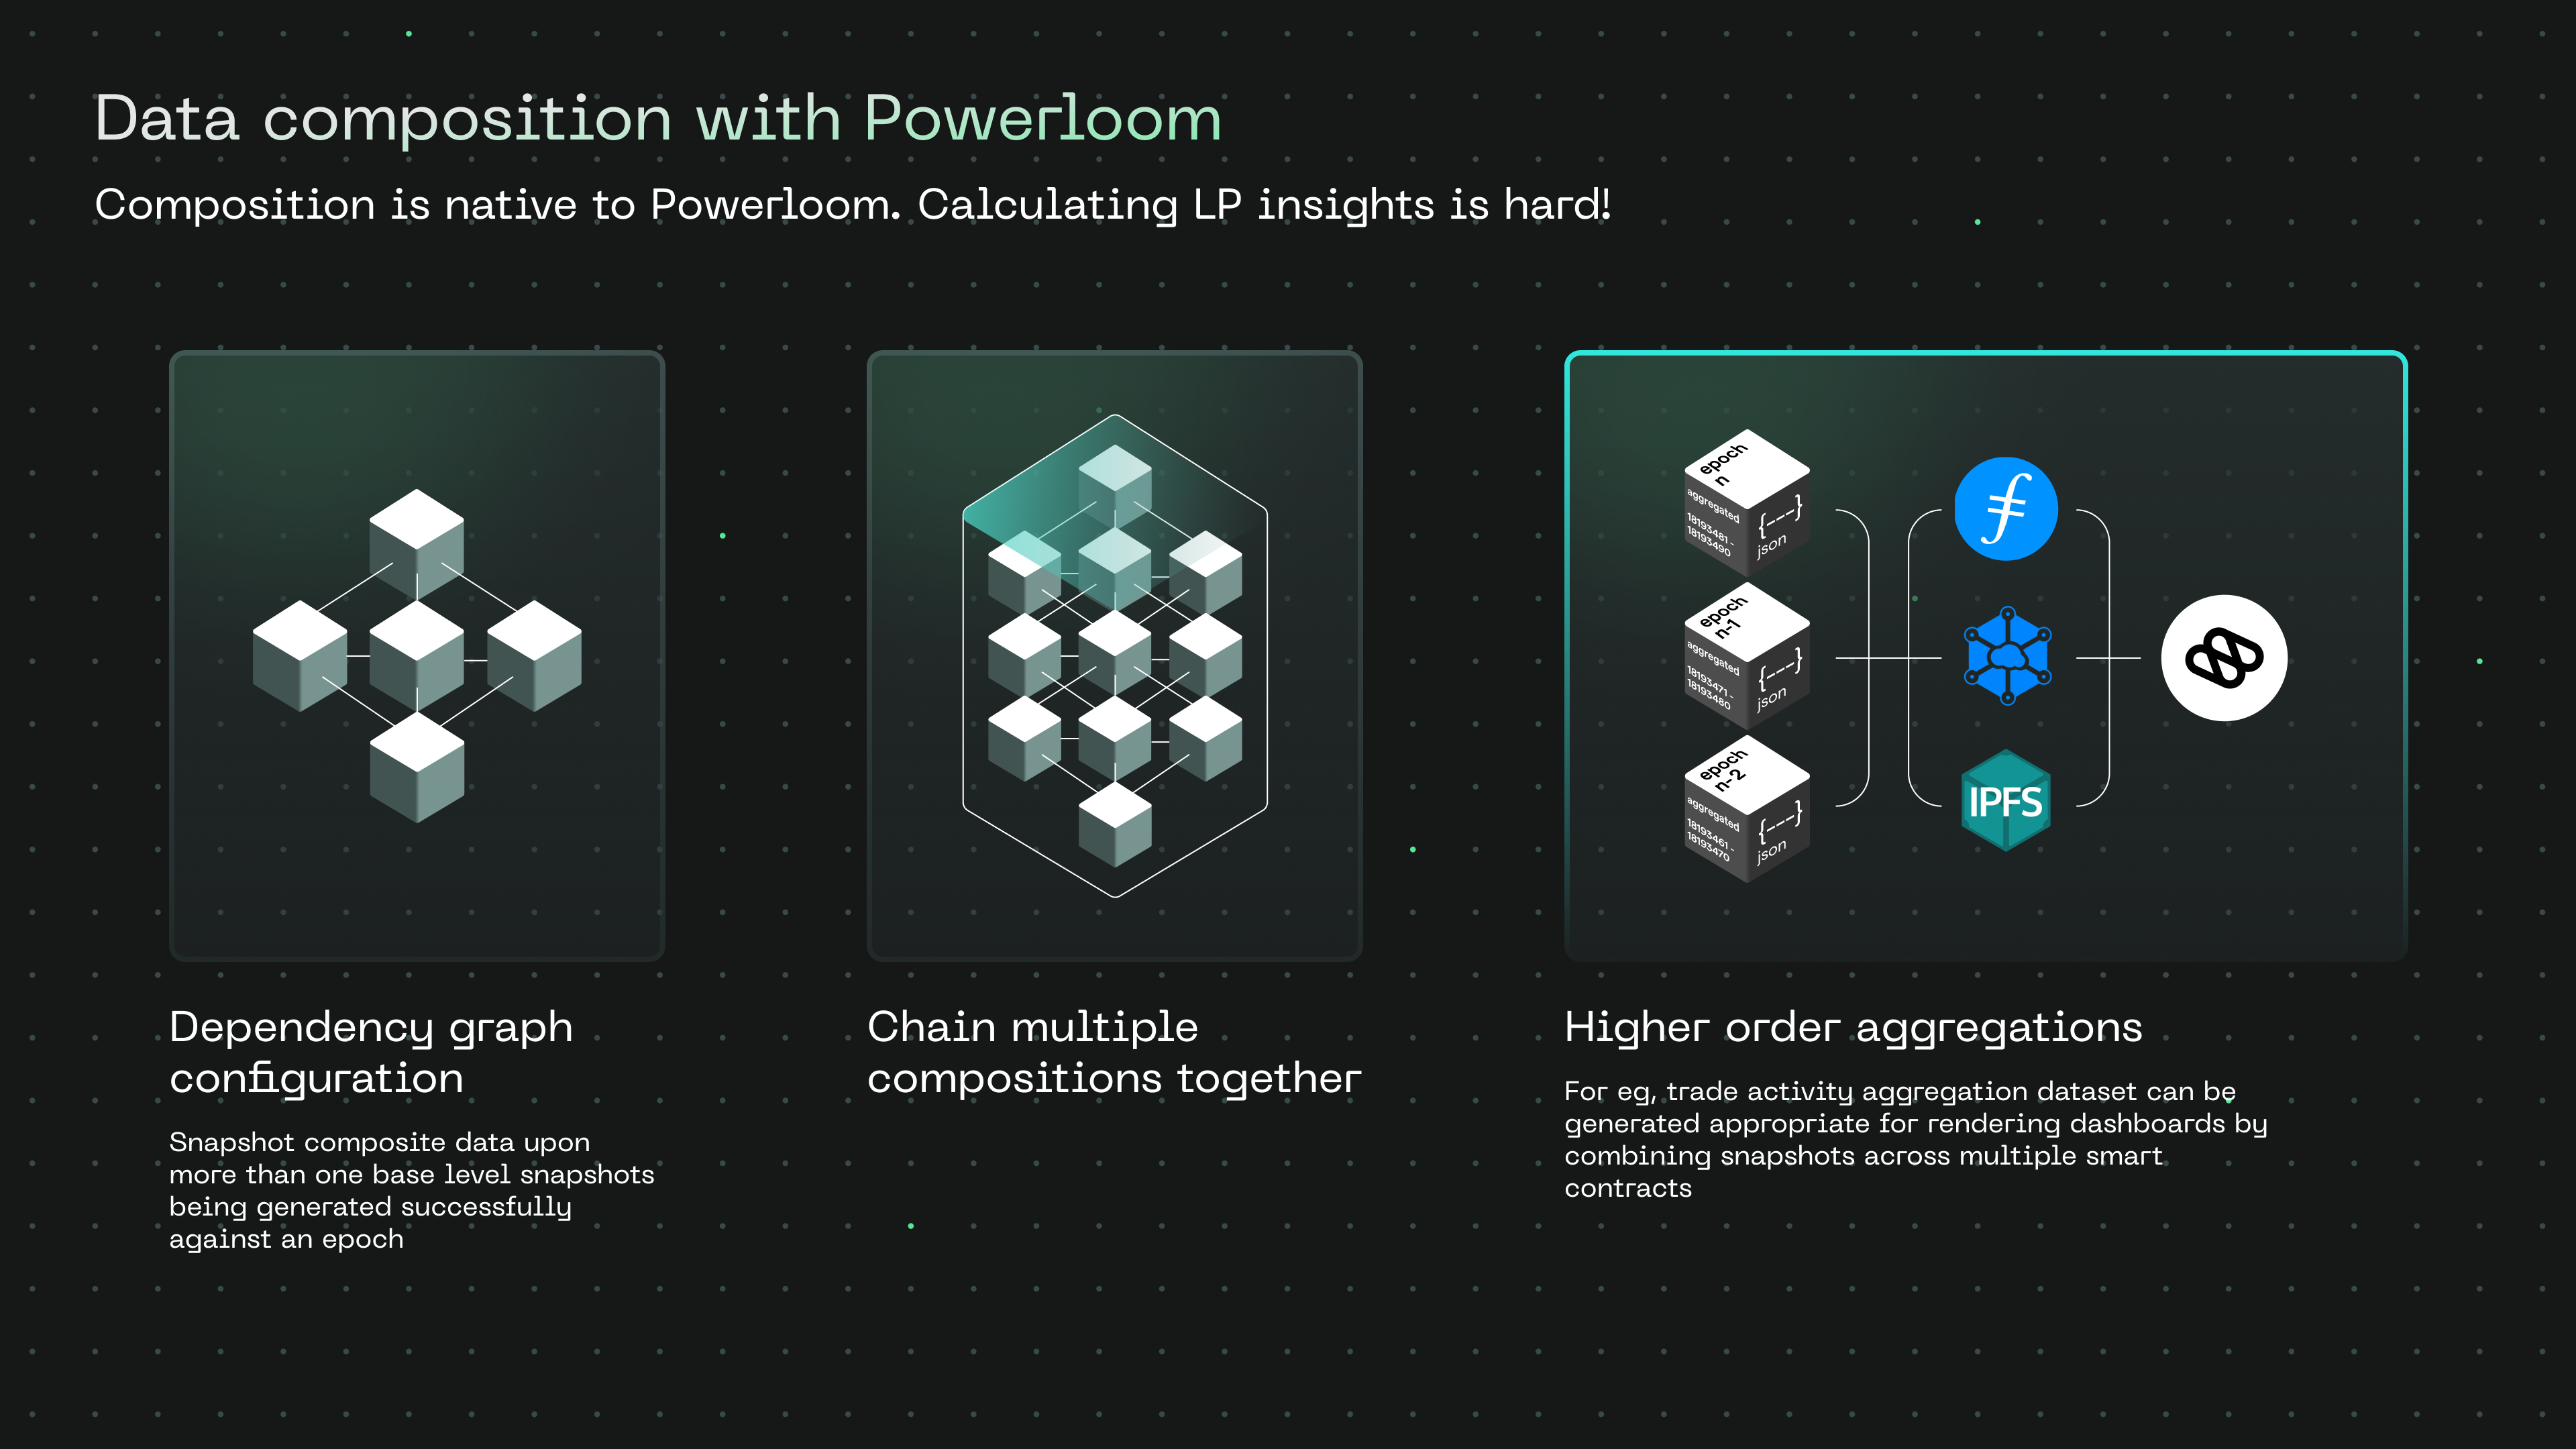 Data composition with Powerloom
Composition is native to Powerloom. Calculating LP insights is hard!
epoch
n
aggregated
18193481 -
18193490
{---}
json
epoch
n-1
aggregated
18193471 -
18193480
{---}
json
epoch
n-2
aggregated
18193461 -
18193470
{---}
json
IPFS
Dependency graph
configuration
Snapshot composite data upon
more than one base level snapshots
being generated successfully
against an epoch
Chain multiple
compositions together
Higher order aggregations
For eg, trade activity aggregation dataset can be
generated appropriate for rendering dashboards by
combining snapshots across multiple smart
contracts